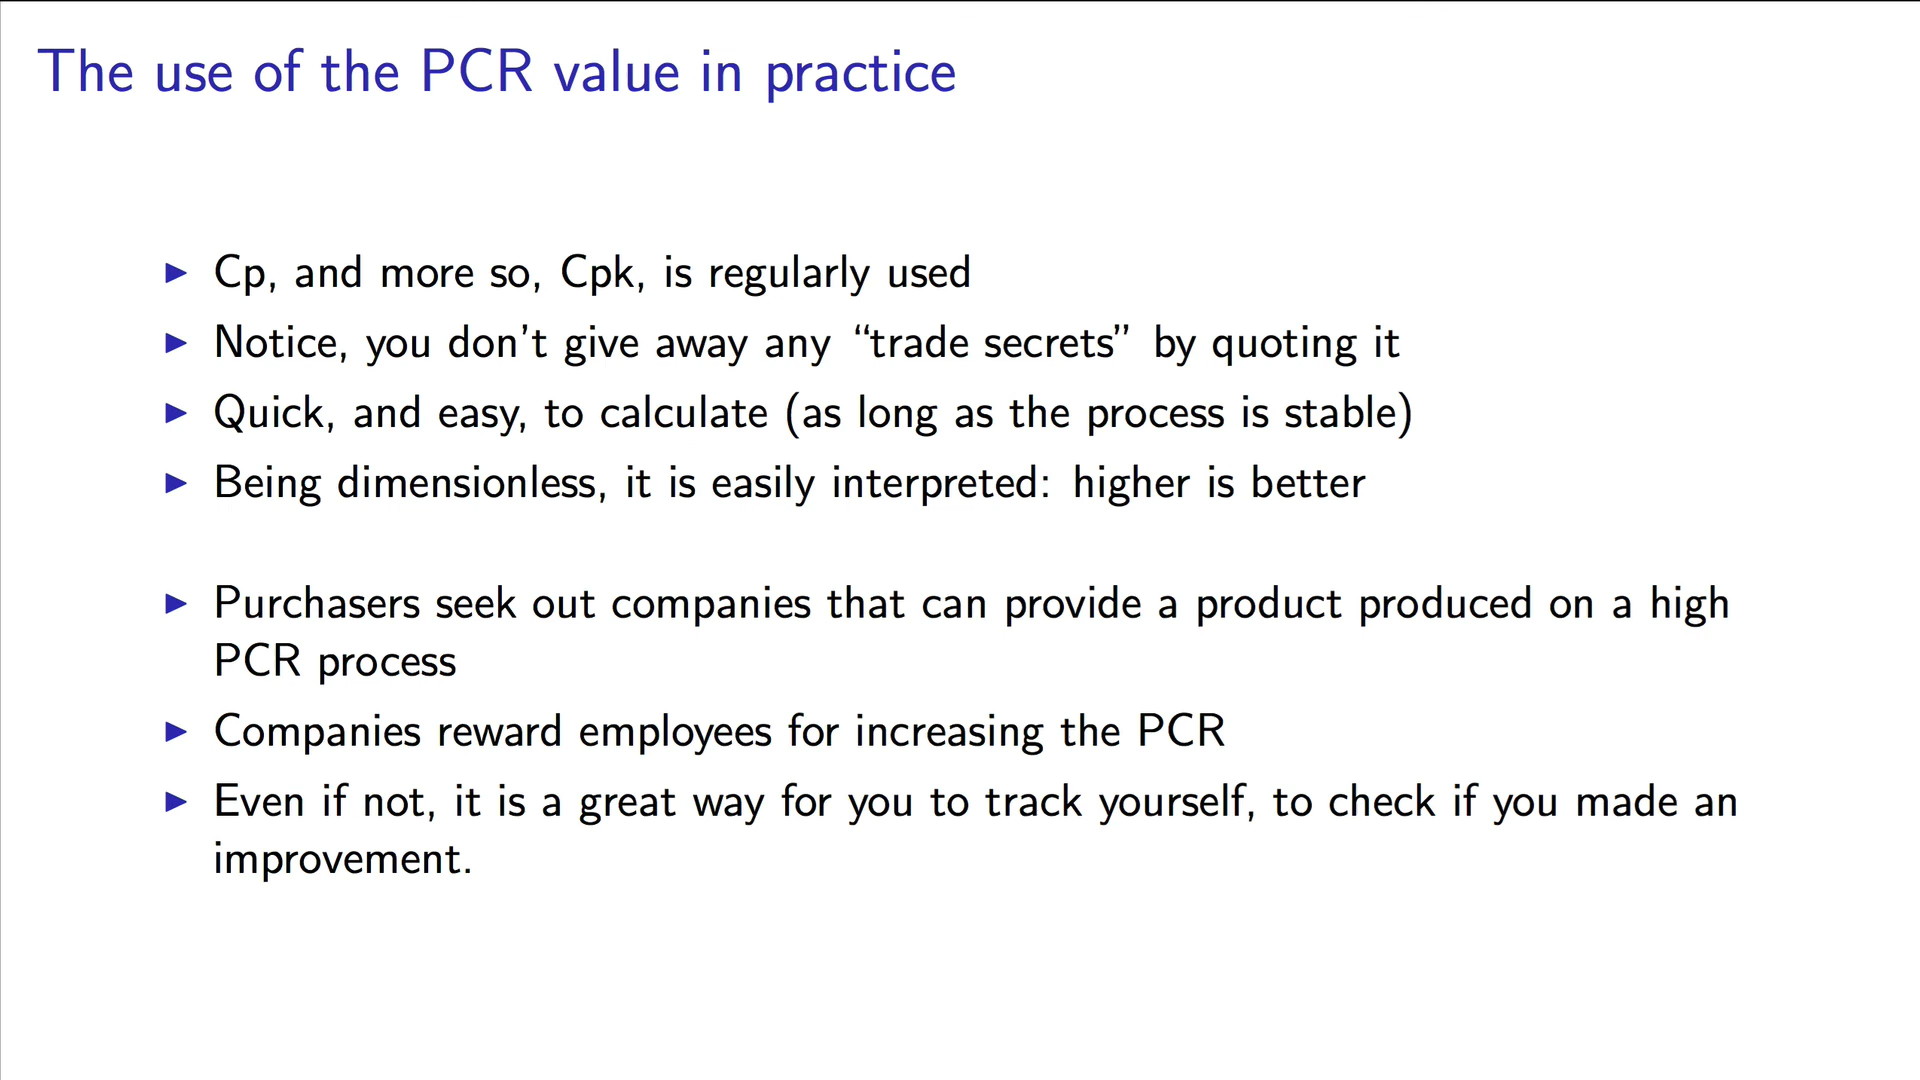 The use of the PCR value in practice
▶ Cp, and more so, Cpk, is regularly used
▶ Notice, you don’t give away any “trade secrets” by quoting it
▶ Quick, and easy, to calculate (as long as the process is stable)
▶ Being dimensionless, it is easily interpreted: higher is better
▶ Purchasers seek out companies that can provide a product produced on a high
PCR process
▶ Companies reward employees for increasing the PCR
▶ Even if not, it is a great way for you to track yourself, to check if you made an
improvement.